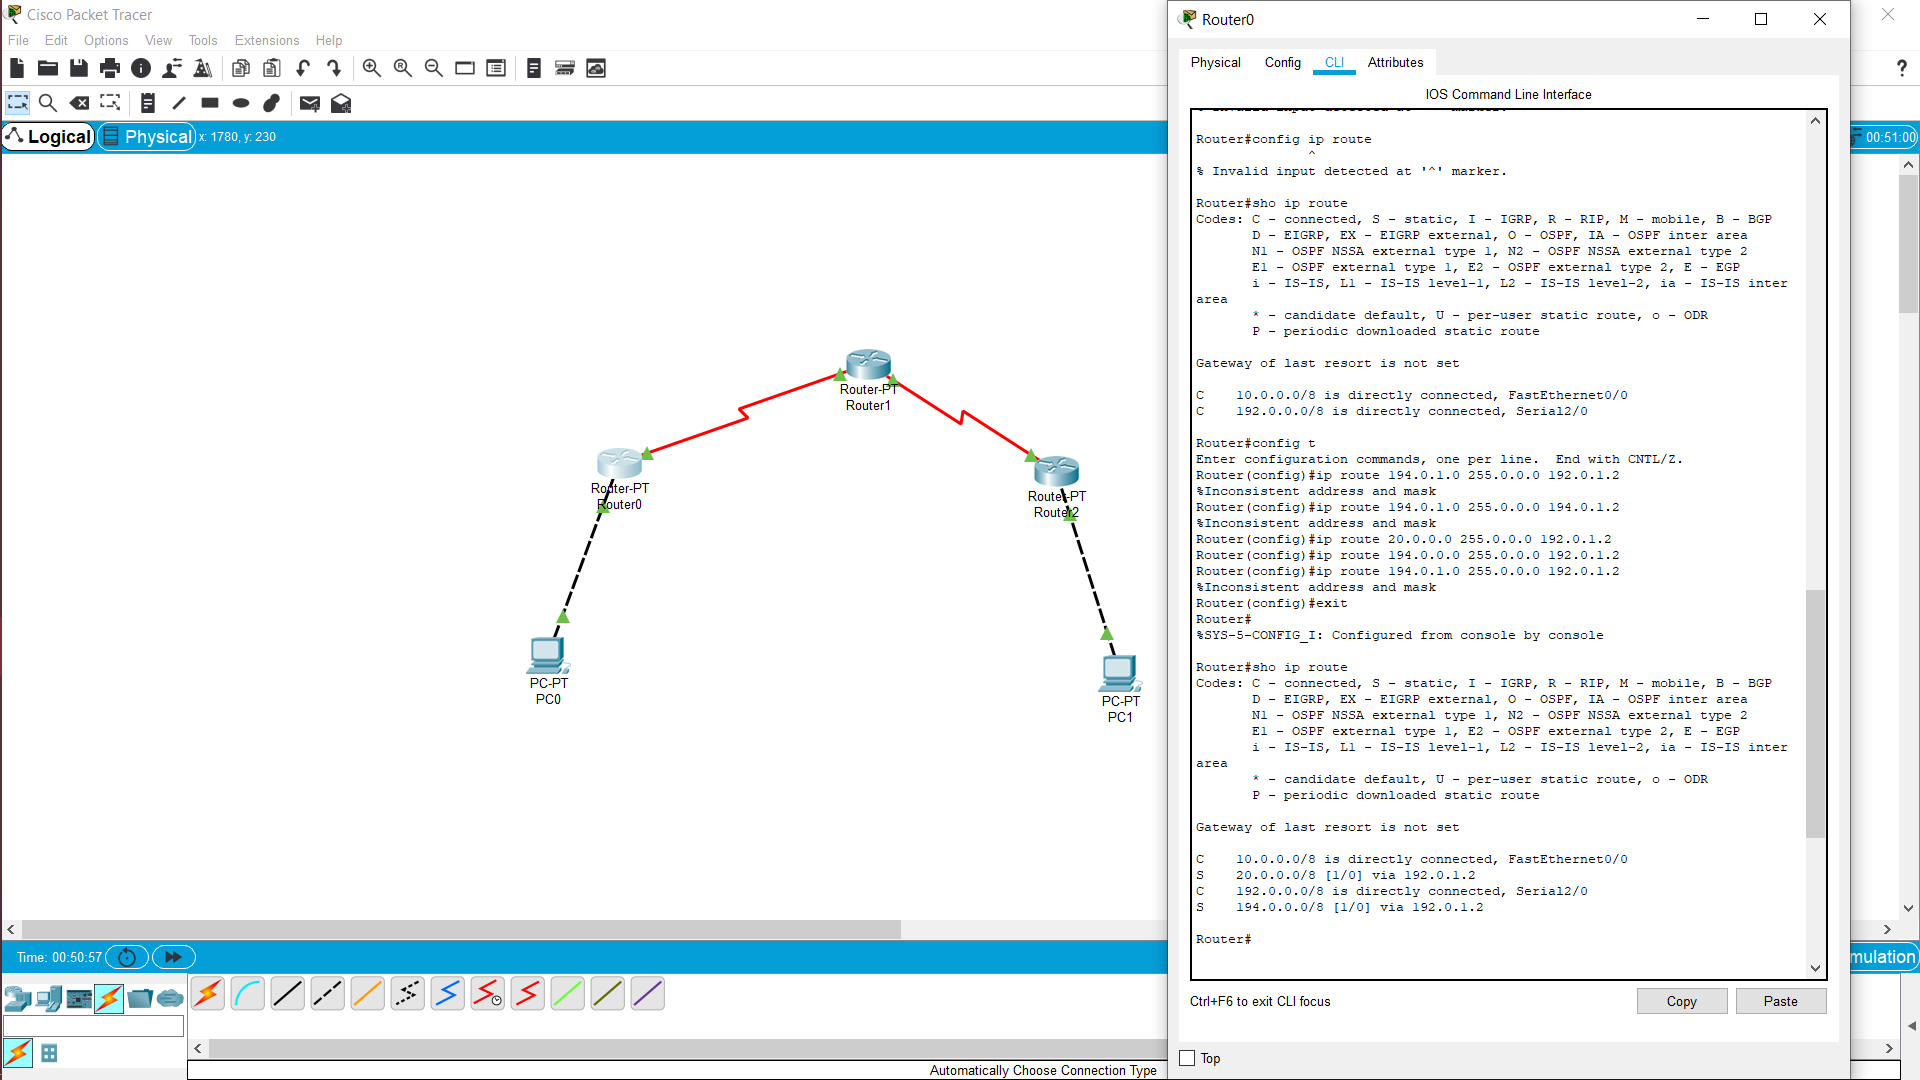 Cisco Packet Tracer
File Edit Options View Tools Extensions Help
Logical Physical x: 1780, y: 230
Router-PT
Router1
Router-PT
Router0
Router-PT
Router2
PC-PT
PC0
PC-PT
PC1
Time: 00:50:57
Automatically Choose Connection Type
Router0
Physical Config CLI Attributes
IOS Command Line Interface
Router#config ip route
^
% Invalid input detected at '^' marker.
Router#sho ip route
Codes: C - connected, S - static, I - IGRP, R - RIP, M - mobile, B - BGP
D - EIGRP, EX - EIGRP external, O - OSPF, IA - OSPF inter area
N1 - OSPF NSSA external type 1, N2 - OSPF NSSA external type 2
E1 - OSPF external type 1, E2 - OSPF external type 2, E - EGP
i - IS-IS, L1 - IS-IS level-1, L2 - IS-IS level-2, ia - IS-IS inter
area
* - candidate default, U - per-user static route, o - ODR
P - periodic downloaded static route
Gateway of last resort is not set
C 10.0.0.0/8 is directly connected, FastEthernet0/0
C 192.0.0.0/8 is directly connected, Serial2/0
Router#config t
Enter configuration commands, one per line. End with CNTL/Z.
Router(config)#ip route 194.0.1.0 255.0.0.0 192.0.1.2
%Inconsistent address and mask
Router(config)#ip route 194.0.1.0 255.0.0.0 194.0.1.2
%Inconsistent address and mask
Router(config)#ip route 20.0.0.0 255.0.0.0 192.0.1.2
Router(config)#ip route 194.0.0.0 255.0.0.0 192.0.1.2
Router(config)#ip route 194.0.1.0 255.0.0.0 192.0.1.2
%Inconsistent address and mask
Router(config)#exit
Router#
%SYS-5-CONFIG_I: Configured from console by console
Router#sho ip route
Codes: C - connected, S - static, I - IGRP, R - RIP, M - mobile, B - BGP
D - EIGRP, EX - EIGRP external, O - OSPF, IA - OSPF inter area
N1 - OSPF NSSA external type 1, N2 - OSPF NSSA external type 2
E1 - OSPF external type 1, E2 - OSPF external type 2, E - EGP
i - IS-IS, L1 - IS-IS level-1, L2 - IS-IS level-2, ia - IS-IS inter
area
* - candidate default, U - per-user static route, o - ODR
P - periodic downloaded static route
Gateway of last resort is not set
C 10.0.0.0/8 is directly connected, FastEthernet0/0
S 20.0.0.0/8 [1/0] via 192.0.1.2
C 192.0.0.0/8 is directly connected, Serial2/0
S 194.0.0.0/8 [1/0] via 192.0.1.2
Router#
Ctrl+F6 to exit CLI focus
Copy Paste
Top
?
00:51:00
mulation